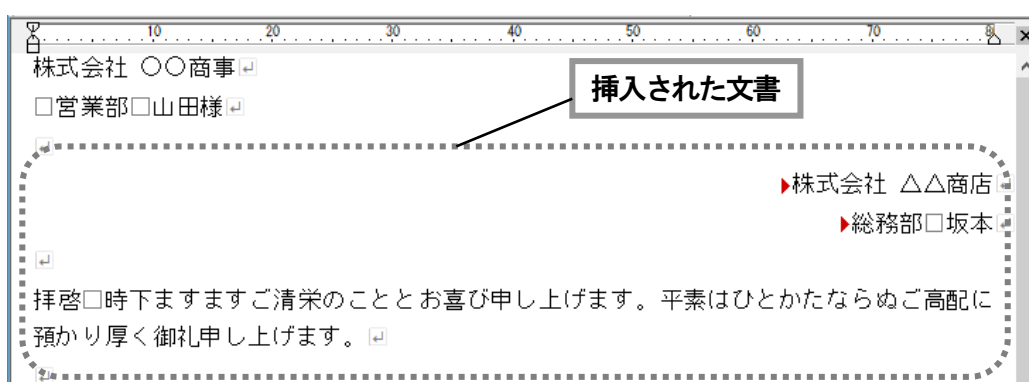 10 20 30 40 50 60 70 8
株式会社 〇〇商事↵
□営業部□山田様↵
挿入された文書
↵
株式会社 △△商店↵
総務部□坂本↵
↵
拝啓□時下ますますご清栄のこととお喜び申し上げます。平素はひとかたならぬご高配に
預かり厚く御礼申し上げます。↵
↵